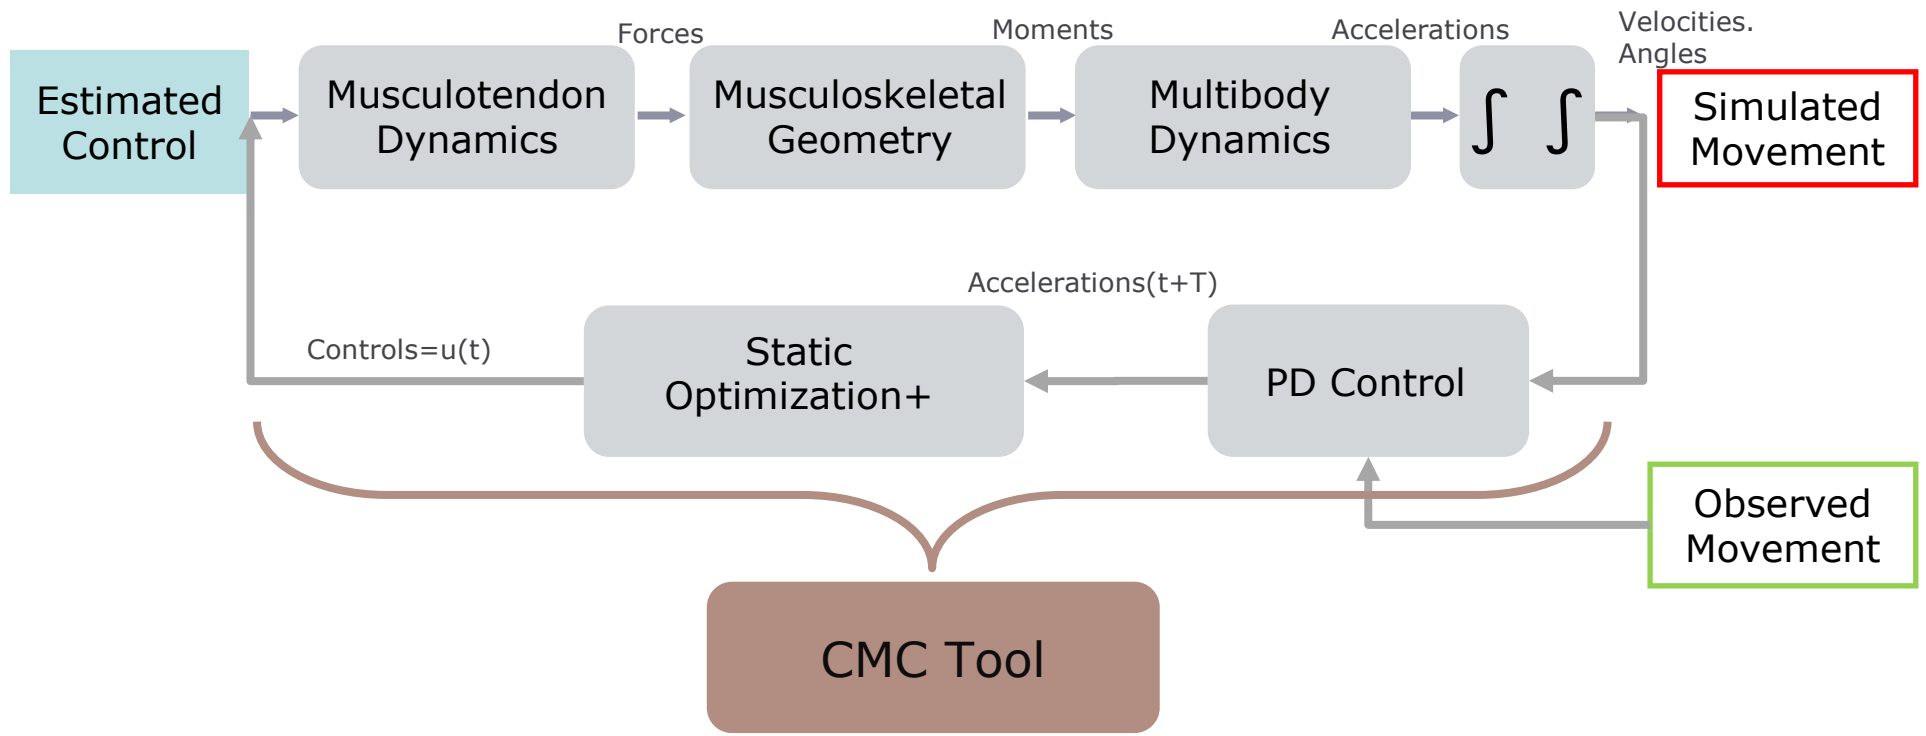 Forces
Moments
Accelerations
Velocities.
Angles
Estimated
Control
Musculotendon
Dynamics
Musculoskeletal
Geometry
Multibody
Dynamics
∫ ∫
Simulated
Movement
Accelerations(t+T)
Controls=u(t)
Static
Optimization+
PD Control
Observed
Movement
CMC Tool